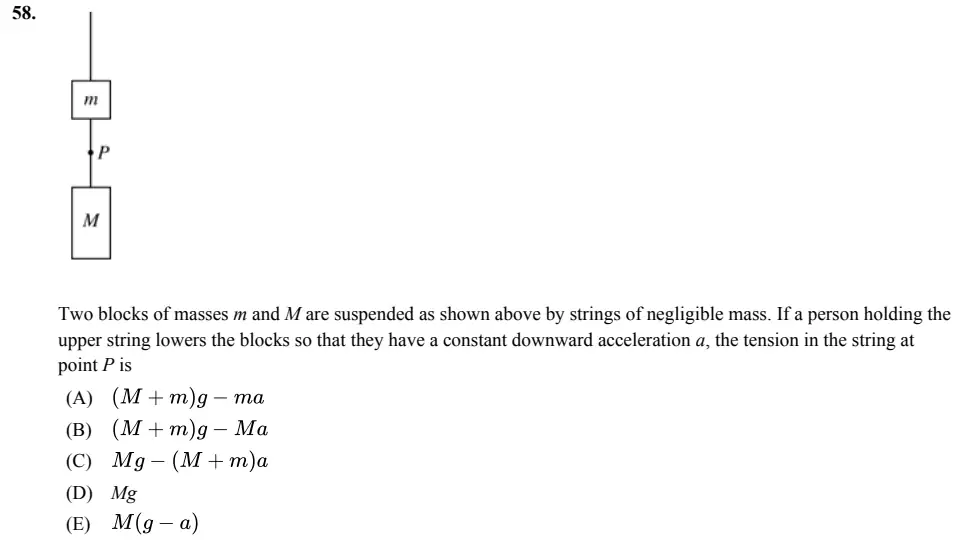 58.
m
P
M
Two blocks of masses m and M are suspended as shown above by strings of negligible mass. If a person holding the
upper string lowers the blocks so that they have a constant downward acceleration a, the tension in the string at
point P is
(A) (M + m)g − ma
(B) (M + m)g − Ma
(C) Mg − (M + m)a
(D) Mg
(E) M(g − a)